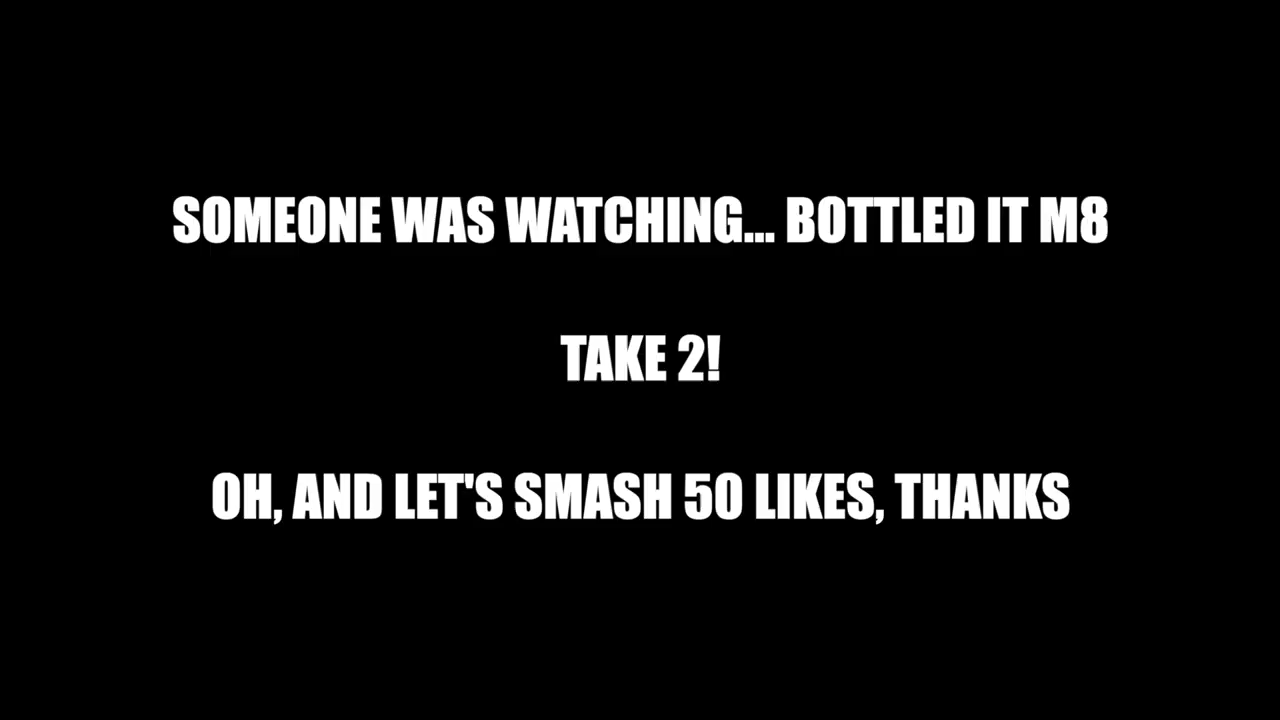 SOMEONE WAS WATCHING... BOTTLED IT M8
TAKE 2!
OH, AND LET'S SMASH 50 LIKES, THANKS